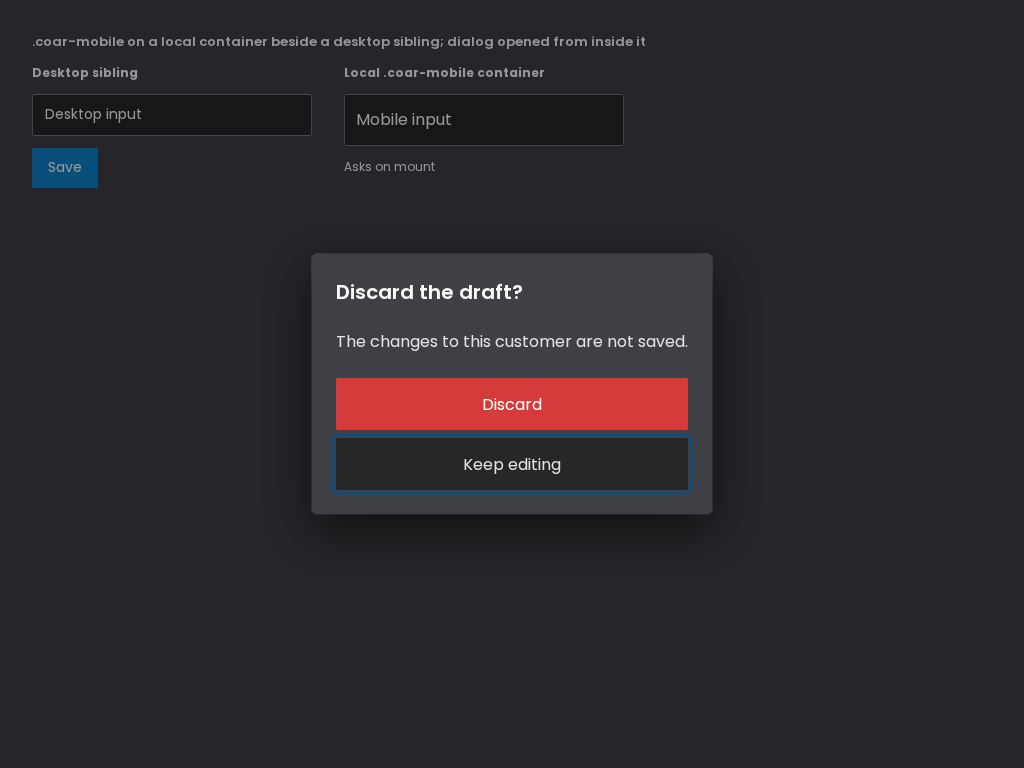 .coar-mobile on a local container beside a desktop sibling; dialog opened from inside it
Desktop sibling
Local .coar-mobile container
Desktop input
Mobile input
Save
Asks on mount
Discard the draft?
The changes to this customer are not saved.
Discard
Keep editing